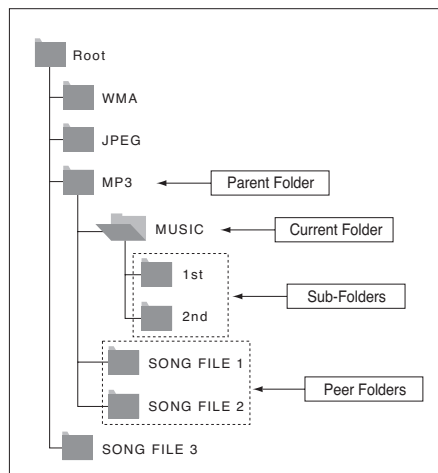 Root
WMA
JPEG
MP3
Parent Folder
MUSIC
Current Folder
1st
Sub-Folders
2nd
SONG FILE 1
Peer Folders
SONG FILE 2
SONG FILE 3